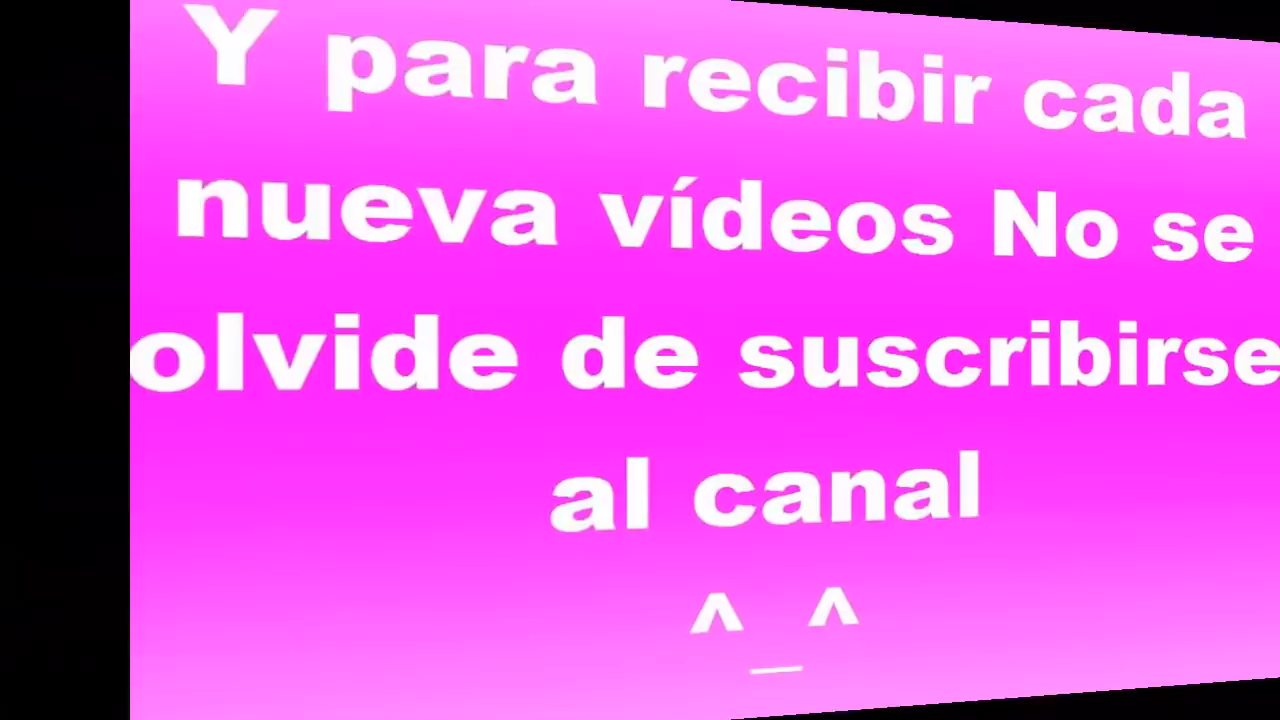 Y para recibir cada
nueva vídeos No se
olvide de suscribirse
al canal
^_^